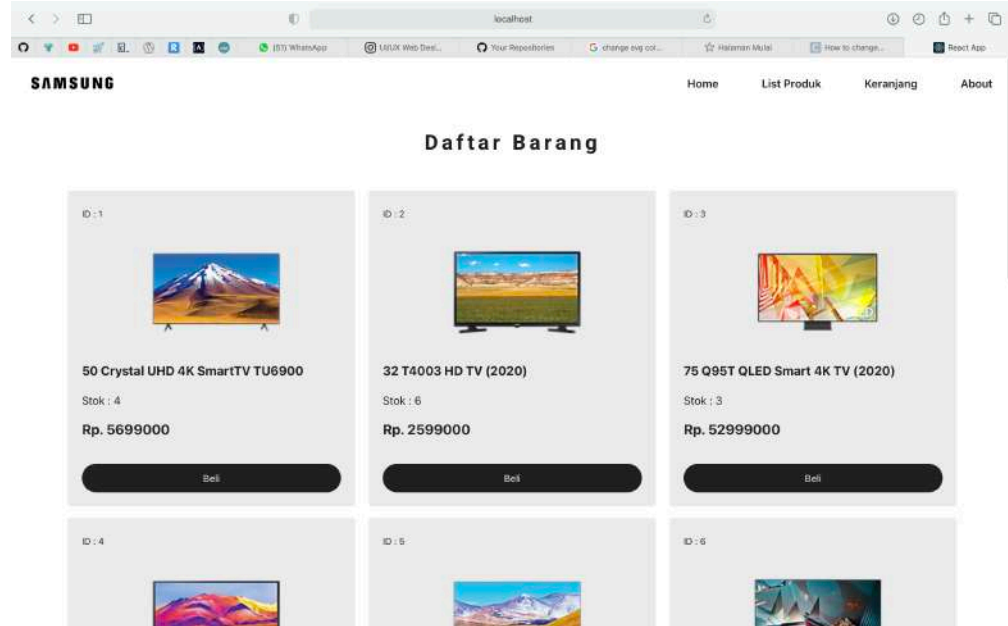 localhost
(57) WhatsApp
UI/UX Web Desi...
Your Repositories
change svg col...
Halaman Mulai
How to change...
React App
SAMSUNG
Home
List Produk
Keranjang
About
Daftar Barang
ID : 1
50 Crystal UHD 4K SmartTV TU6900
Stok : 4
Rp. 5699000
Beli
ID : 2
32 T4003 HD TV (2020)
Stok : 6
Rp. 2599000
Beli
ID : 3
75 Q95T QLED Smart 4K TV (2020)
Stok : 3
Rp. 52999000
Beli
ID : 4
ID : 5
ID : 6